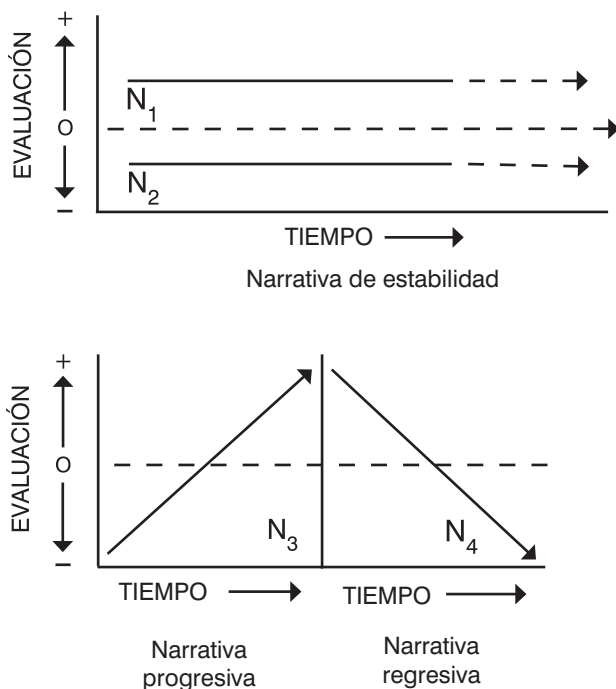 +
EVALUACIÓN
O
–
N1
N2
TIEMPO
Narrativa de estabilidad
+
EVALUACIÓN
O
–
N3
N4
TIEMPO
TIEMPO
Narrativa
progresiva
Narrativa
regresiva